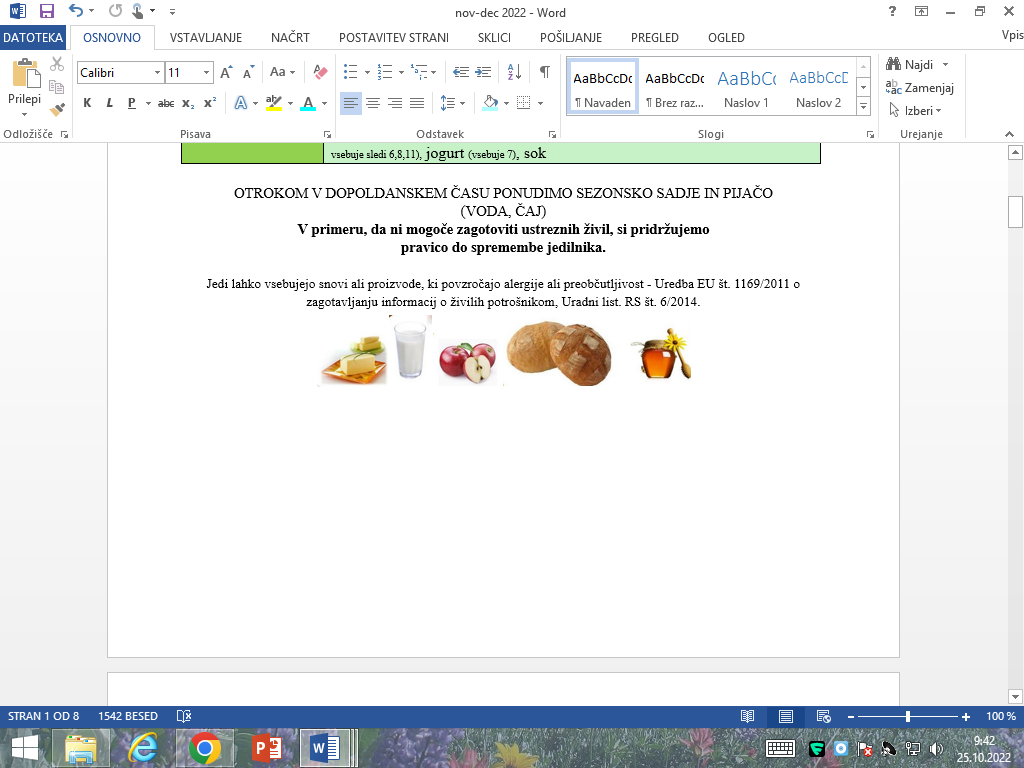 nov-dec 2022 - Word
DATOTEKA OSNOVNO VSTAVLJANJE NAČRT POSTAVITEV STRANI SKLICI POŠILJANJE PREGLED OGLED Vpis
Prilepi
Calibri 11
Aa
K L P abc x₂ x² A A
AaBbCcDc AaBbCcDc AaBbCc AaBbCcD
¶ Navaden ¶ Brez raz... Naslov 1 Naslov 2
Najdi
Zamenjaj
Izberi
Odložišče Pisava Odstavek Slogi Urejanje
vsebuje sledi 6,8,11), jogurt (vsebuje 7), sok
OTROKOM V DOPOLDANSKEM ČASU PONUDIMO SEZONSKO SADJE IN PIJAČO
(VODA, ČAJ)
V primeru, da ni mogoče zagotoviti ustreznih živil, si pridržujemo
pravico do spremembe jedilnika.
Jedi lahko vsebujejo snovi ali proizvode, ki povzročajo alergije ali preobčutljivost - Uredba EU št. 1169/2011 o
zagotavljanju informacij o živilih potrošnikom, Uradni list. RS št. 6/2014.
STRAN 1 OD 8 1542 BESED 100 %
9:42
25.10.2022